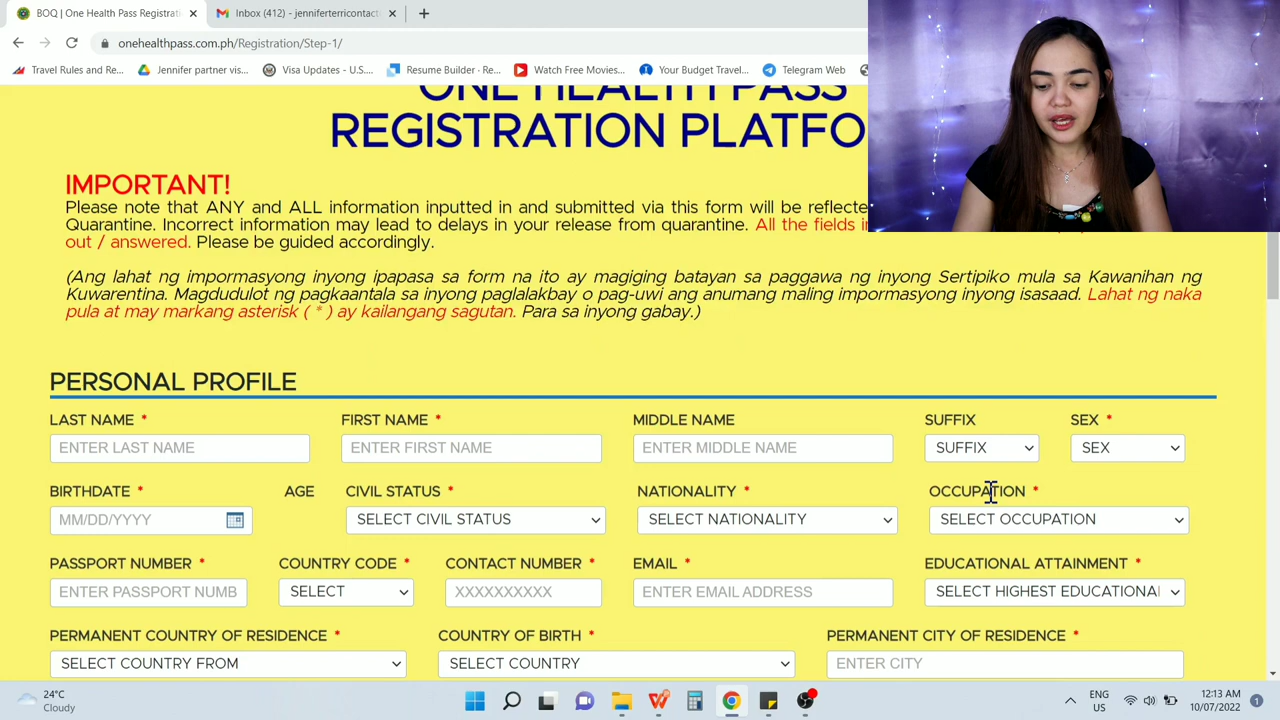 BOQ | One Health Pass Registrati
Inbox (412) - jenniferterricontact
onehealthpass.com.ph/Registration/Step-1/
Travel Rules and Re...
Jennifer partner vis...
Visa Updates - U.S....
Resume Builder · Re...
Watch Free Movies...
Your Budget Travel...
Telegram Web
ONE HEALTH PASS
REGISTRATION PLATFO
IMPORTANT!
Please note that ANY and ALL information inputted in and submitted via this form will be reflecte
Quarantine. Incorrect information may lead to delays in your release from quarantine. All the fields i
out / answered. Please be guided accordingly.
(Ang lahat ng impormasyong inyong ipapasa sa form na ito ay magiging batayan sa paggawa ng inyong Sertipiko mula sa Kawanihan ng
Kuwarentina. Magdudulot ng pagkaantala sa inyong paglalakbay o pag-uwi ang anumang maling impormasyong inyong isasaad. Lahat ng naka
pula at may markang asterisk ( * ) ay kailangang sagutan. Para sa inyong gabay.)
PERSONAL PROFILE
LAST NAME * FIRST NAME * MIDDLE NAME SUFFIX SEX *
ENTER LAST NAME ENTER FIRST NAME ENTER MIDDLE NAME SUFFIX SEX
BIRTHDATE * AGE CIVIL STATUS * NATIONALITY * OCCUPATION *
MM/DD/YYYY SELECT CIVIL STATUS SELECT NATIONALITY SELECT OCCUPATION
PASSPORT NUMBER * COUNTRY CODE * CONTACT NUMBER * EMAIL * EDUCATIONAL ATTAINMENT *
ENTER PASSPORT NUMB SELECT XXXXXXXXXX ENTER EMAIL ADDRESS SELECT HIGHEST EDUCATIONAL
PERMANENT COUNTRY OF RESIDENCE * COUNTRY OF BIRTH * PERMANENT CITY OF RESIDENCE *
SELECT COUNTRY FROM SELECT COUNTRY ENTER CITY
24°C
Cloudy
ENG
US
12:13 AM
10/07/2022
1